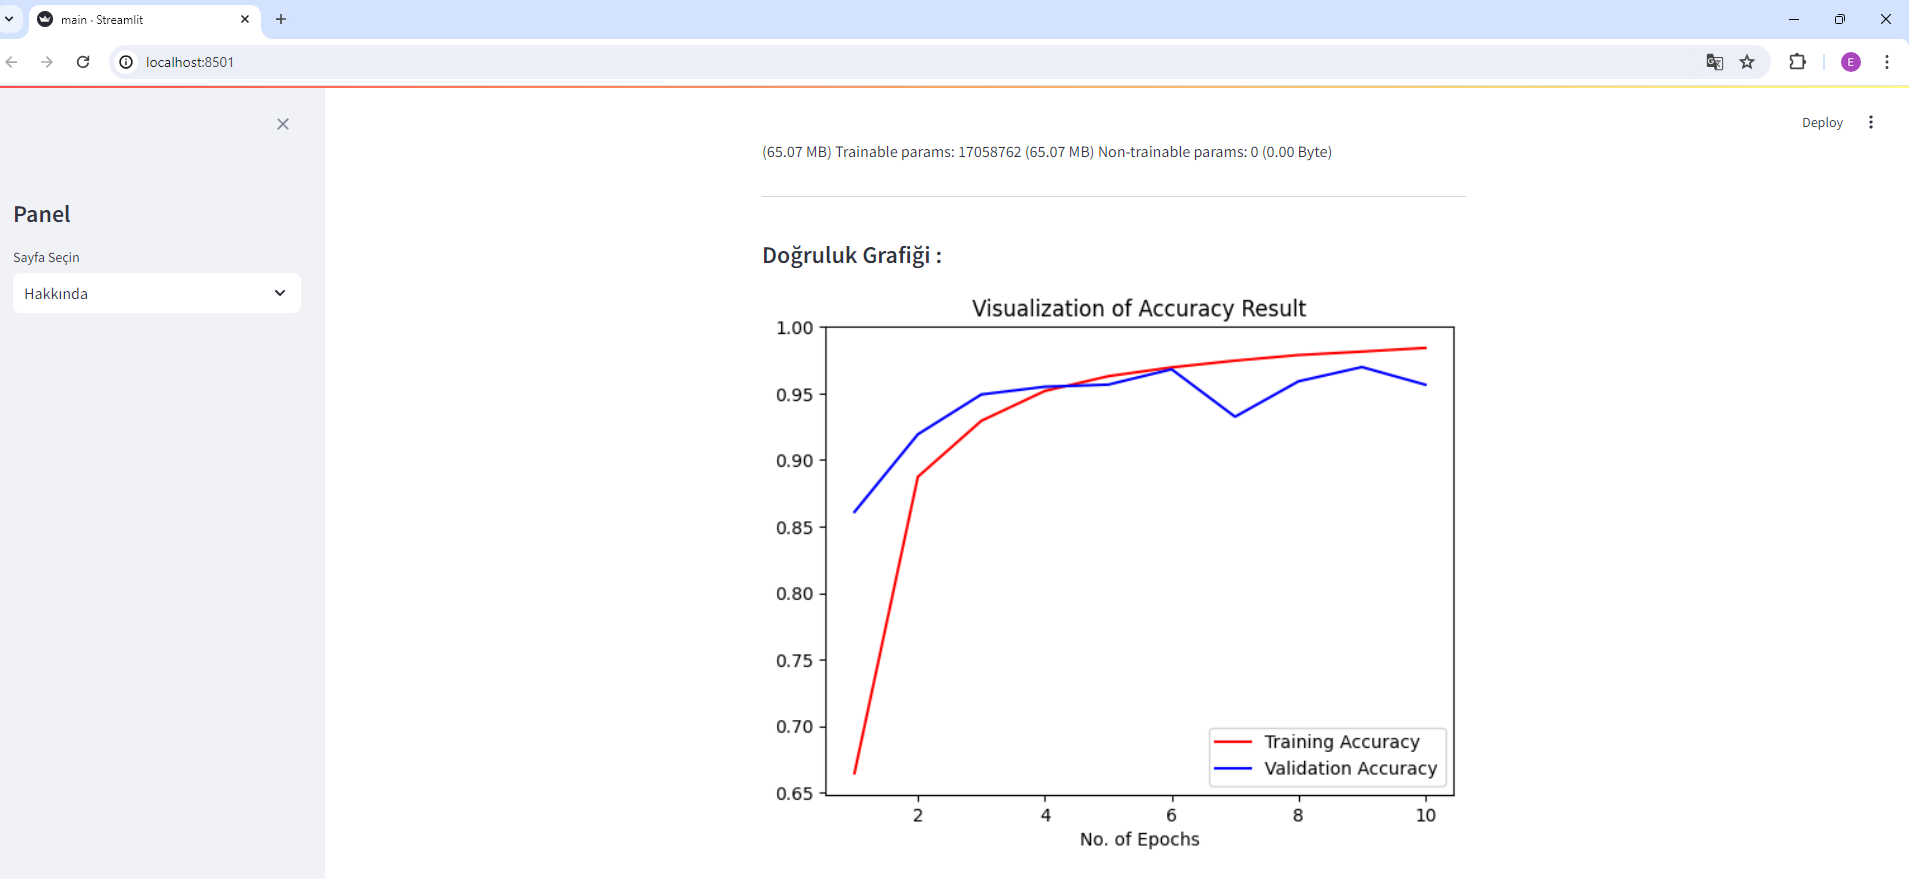 main · Streamlit
localhost:8501
E
Deploy
(65.07 MB) Trainable params: 17058762 (65.07 MB) Non-trainable params: 0 (0.00 Byte)
Panel
Sayfa Seçin
Hakkında
Doğruluk Grafiği :
Visualization of Accuracy Result
1.00
0.95
0.90
0.85
0.80
0.75
0.70
0.65
Training Accuracy
Validation Accuracy
2 4 6 8 10
No. of Epochs